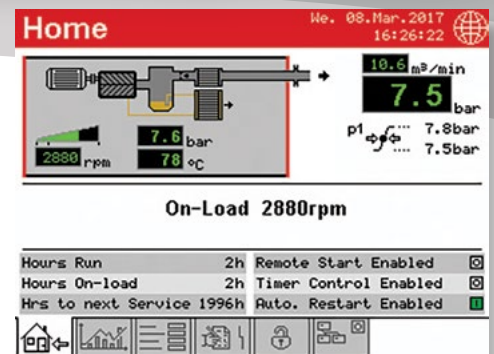 Home
We. 08.Mar.2017
16:26:22
10.6 m³/min
7.5 bar
p1
7.8bar
7.5bar
7.6 bar
2880 rpm
78 °C
On-Load 2880rpm
Hours Run 2h Remote Start Enabled O
Hours On-load 2h Timer Control Enabled O
Hrs to next Service 1996h Auto. Restart Enabled I